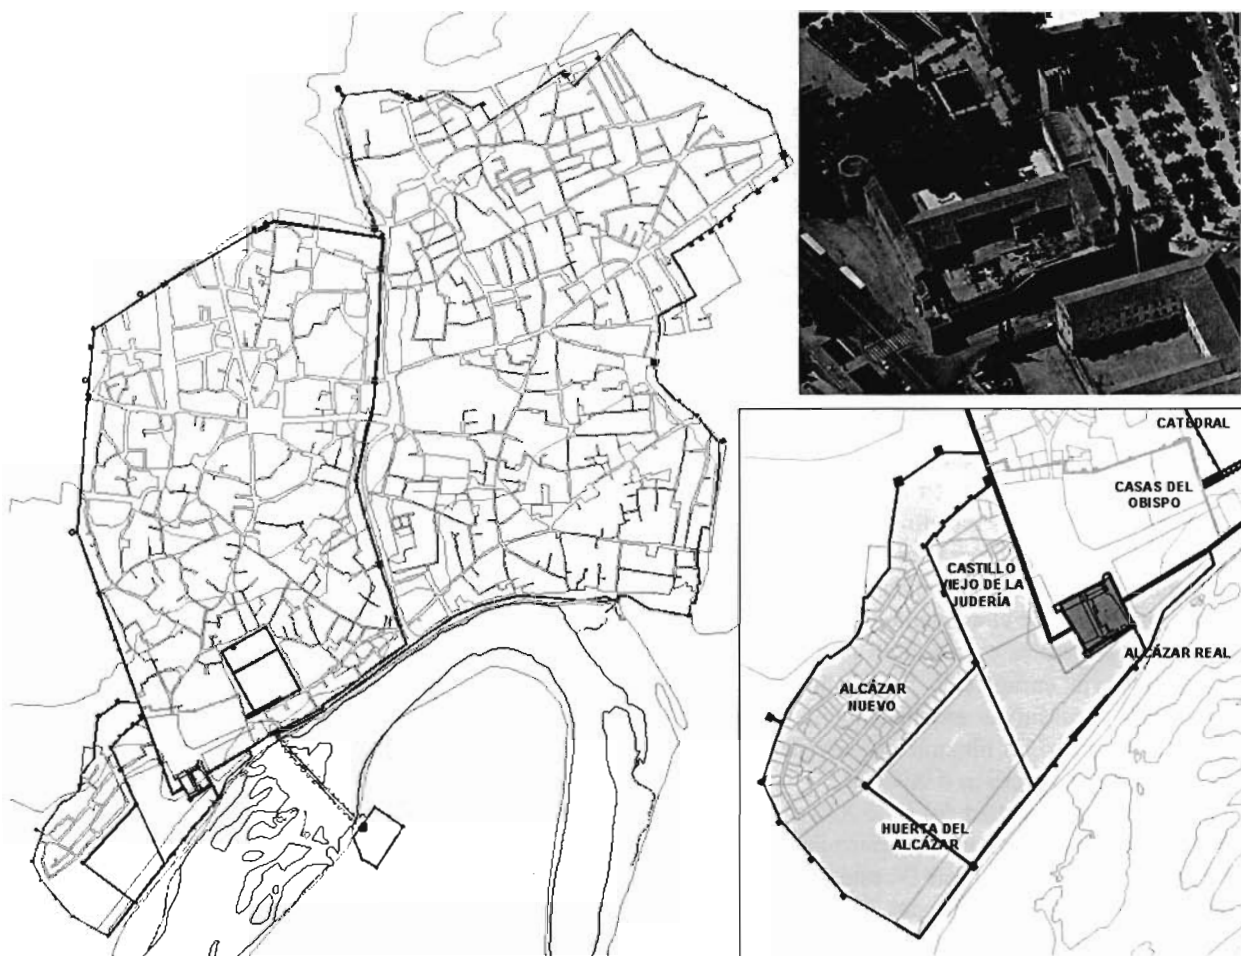 CATEDRAL
CASAS DEL
OBISPO
CASTILLO
VIEJO DE LA
JUDERÍA
ALCÁZAR REAL
ALCÁZAR
NUEVO
HUERTA DEL
ALCÁZAR